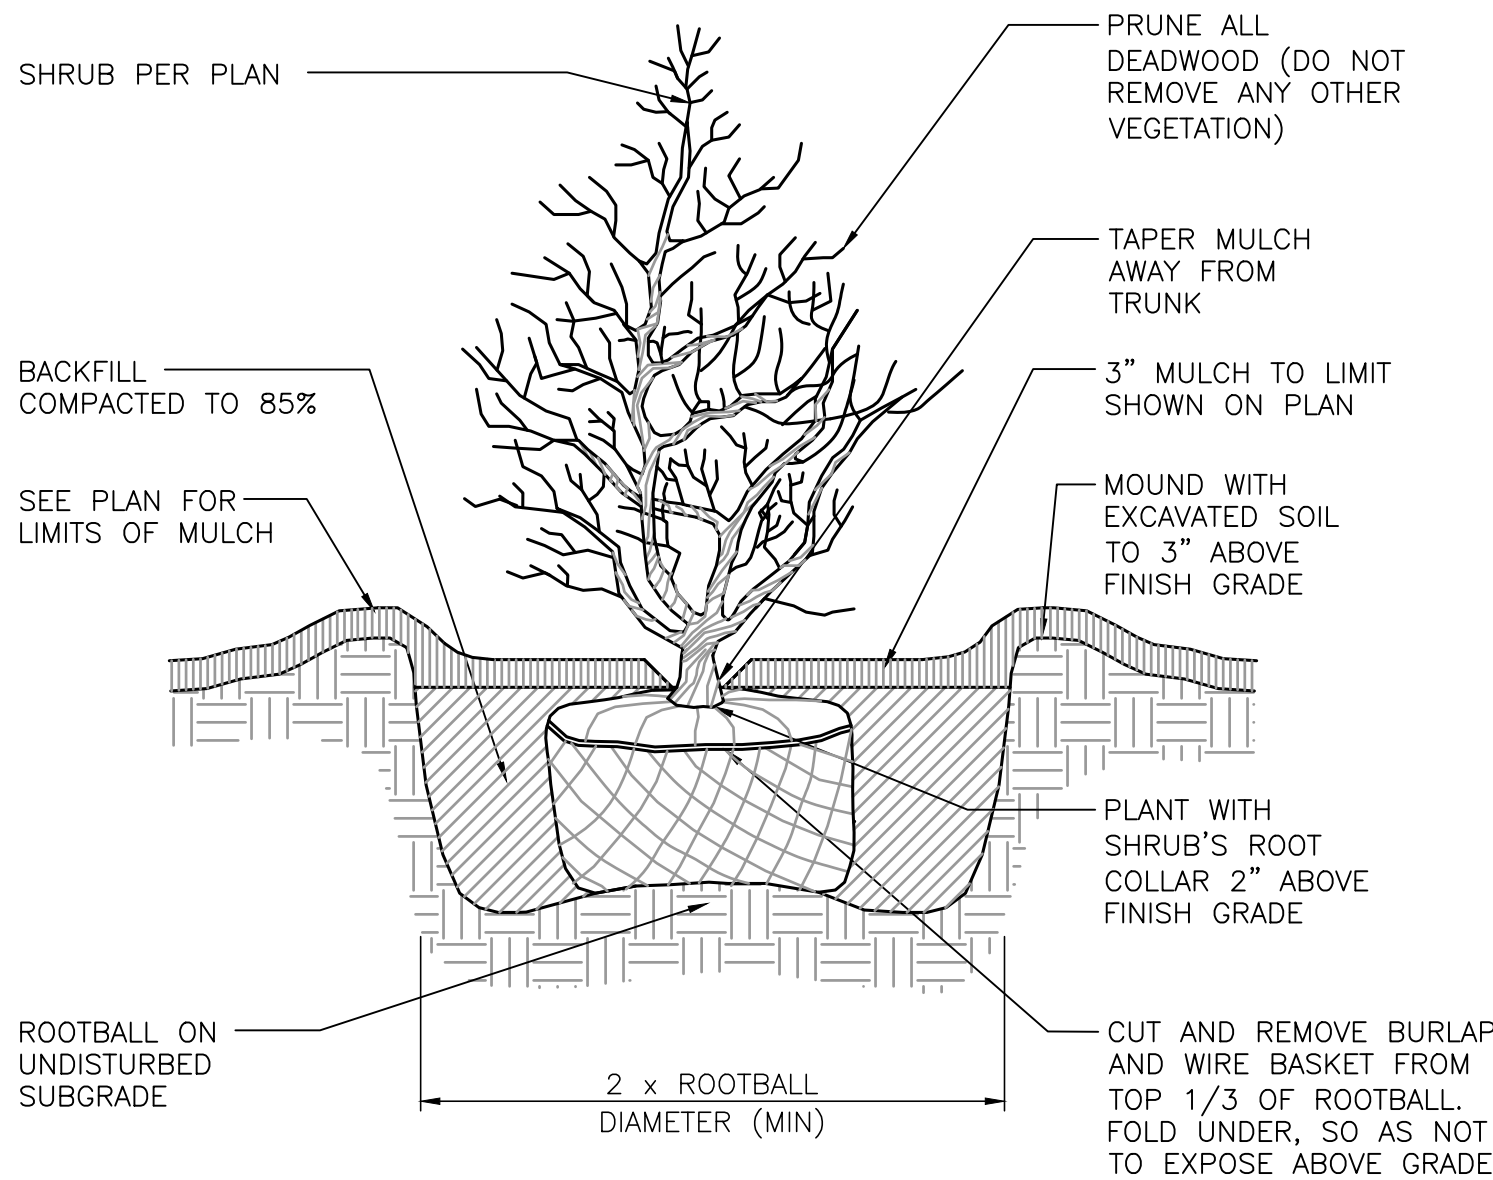 SHRUB PER PLAN
BACKFILL
COMPACTED TO 85%
SEE PLAN FOR
LIMITS OF MULCH
ROOTBALL ON
UNDISTURBED
SUBGRADE
2 x ROOTBALL
DIAMETER (MIN)
PRUNE ALL
DEADWOOD (DO NOT
REMOVE ANY OTHER
VEGETATION)
TAPER MULCH
AWAY FROM
TRUNK
3” MULCH TO LIMIT
SHOWN ON PLAN
MOUND WITH
EXCAVATED SOIL
TO 3” ABOVE
FINISH GRADE
PLANT WITH
SHRUB’S ROOT
COLLAR 2” ABOVE
FINISH GRADE
CUT AND REMOVE BURLAP
AND WIRE BASKET FROM
TOP 1/3 OF ROOTBALL.
FOLD UNDER, SO AS NOT
TO EXPOSE ABOVE GRADE